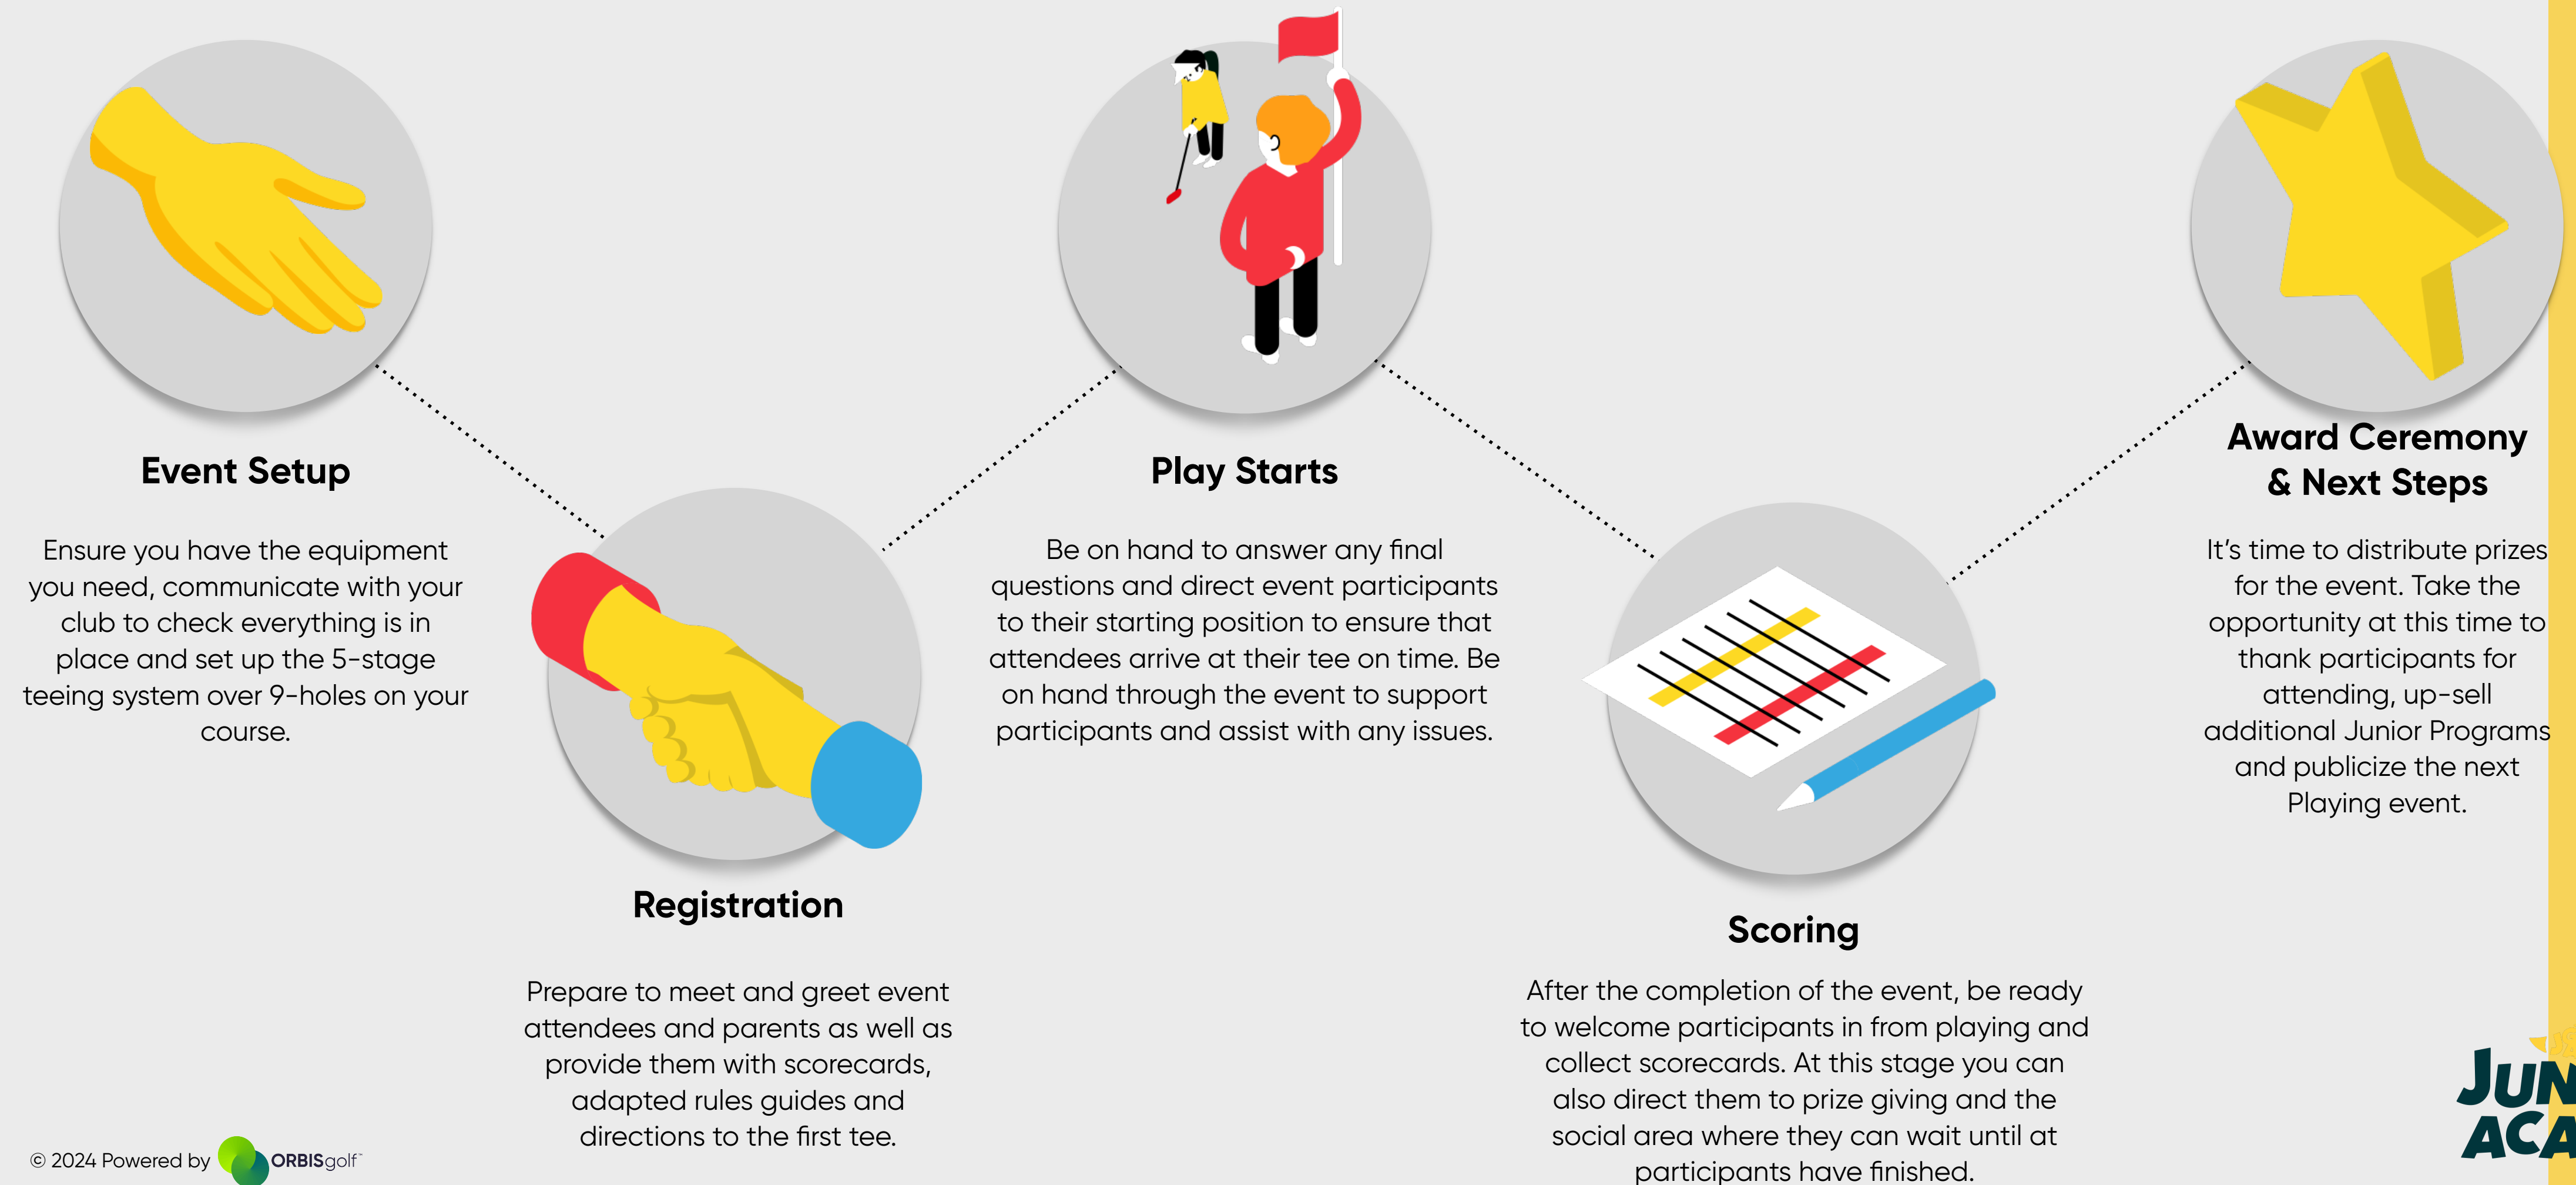 Event Setup
Ensure you have the equipment
you need, communicate with your
club to check everything is in
place and set up the 5-stage
teeing system over 9-holes on your
course.
Registration
Prepare to meet and greet event
attendees and parents as well as
provide them with scorecards,
adapted rules guides and
directions to the first tee.
Play Starts
Be on hand to answer any final
questions and direct event participants
to their starting position to ensure that
attendees arrive at their tee on time. Be
on hand through the event to support
participants and assist with any issues.
Scoring
After the completion of the event, be ready
to welcome participants in from playing and
collect scorecards. At this stage you can
also direct them to prize giving and the
social area where they can wait until at
participants have finished.
Award Ceremony
& Next Steps
It’s time to distribute prizes
for the event. Take the
opportunity at this time to
thank participants for
attending, up-sell
additional Junior Programs
and publicize the next
Playing event.
© 2024 Powered by ORBISgolf™
JUN
ACA